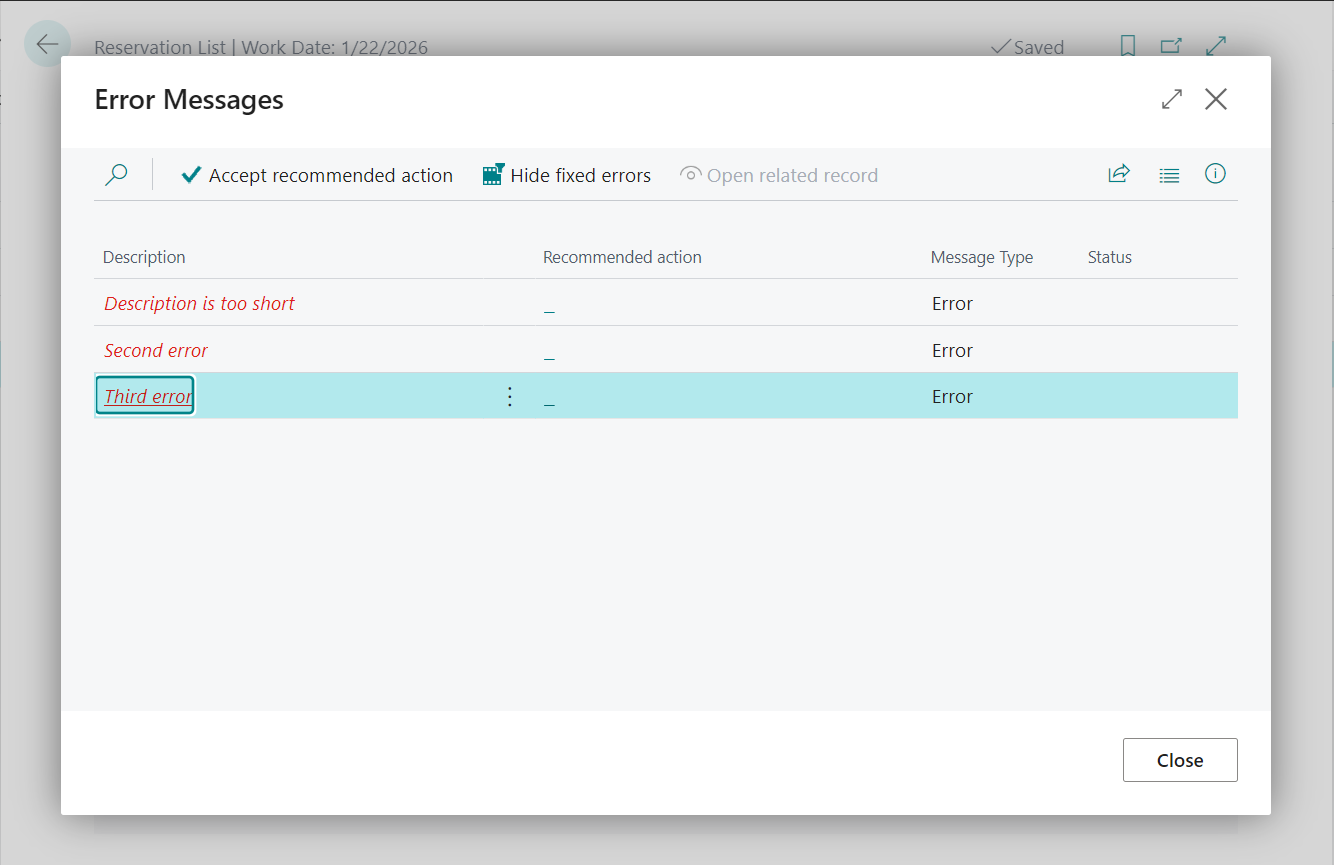 Reservation List | Work Date: 1/22/2026
Saved
Error Messages
Accept recommended action
Hide fixed errors
Open related record
Description Recommended action Message Type Status
Description is too short _ Error
Second error _ Error
Third error _ Error
Close